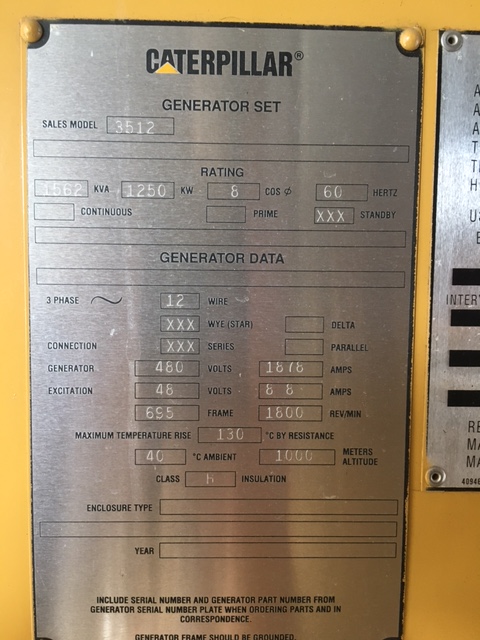 CATERPILLAR®
GENERATOR SET
SALES MODEL 3512
RATING
1562 KVA 1250 KW 8 COS ø 60 HERTZ
CONTINUOUS PRIME XXX STANDBY
GENERATOR DATA
3 PHASE 12 WIRE
XXX WYE (STAR) DELTA
CONNECTION XXX SERIES PARALLEL
GENERATOR 480 VOLTS 1878 AMPS
EXCITATION 48 VOLTS 8 8 AMPS
695 FRAME 1800 REV/MIN
MAXIMUM TEMPERATURE RISE 130 °C BY RESISTANCE
40 °C AMBIENT 1000 METERS ALTITUDE
CLASS H INSULATION
ENCLOSURE TYPE
YEAR
INCLUDE SERIAL NUMBER AND GENERATOR PART NUMBER FROM
GENERATOR SERIAL NUMBER PLATE WHEN ORDERING PARTS AND IN
CORRESPONDENCE.
GENERATOR FRAME SHOULD BE GROUNDED.